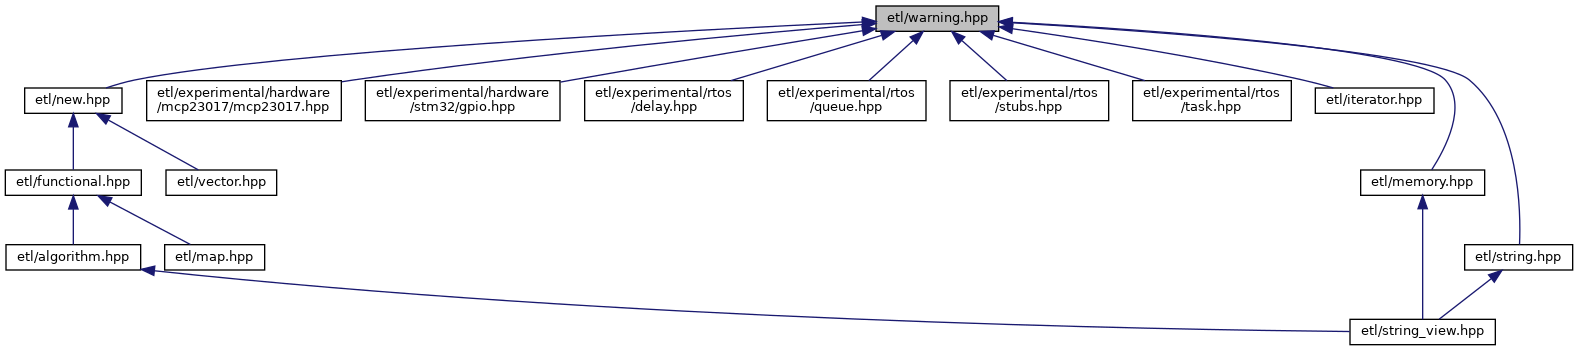 etl/warning.hpp
etl/new.hpp
etl/experimental/hardware
/mcp23017/mcp23017.hpp
etl/experimental/hardware
/stm32/gpio.hpp
etl/experimental/rtos
/delay.hpp
etl/experimental/rtos
/queue.hpp
etl/experimental/rtos
/stubs.hpp
etl/experimental/rtos
/task.hpp
etl/iterator.hpp
etl/functional.hpp
etl/vector.hpp
etl/memory.hpp
etl/algorithm.hpp
etl/map.hpp
etl/string.hpp
etl/string_view.hpp